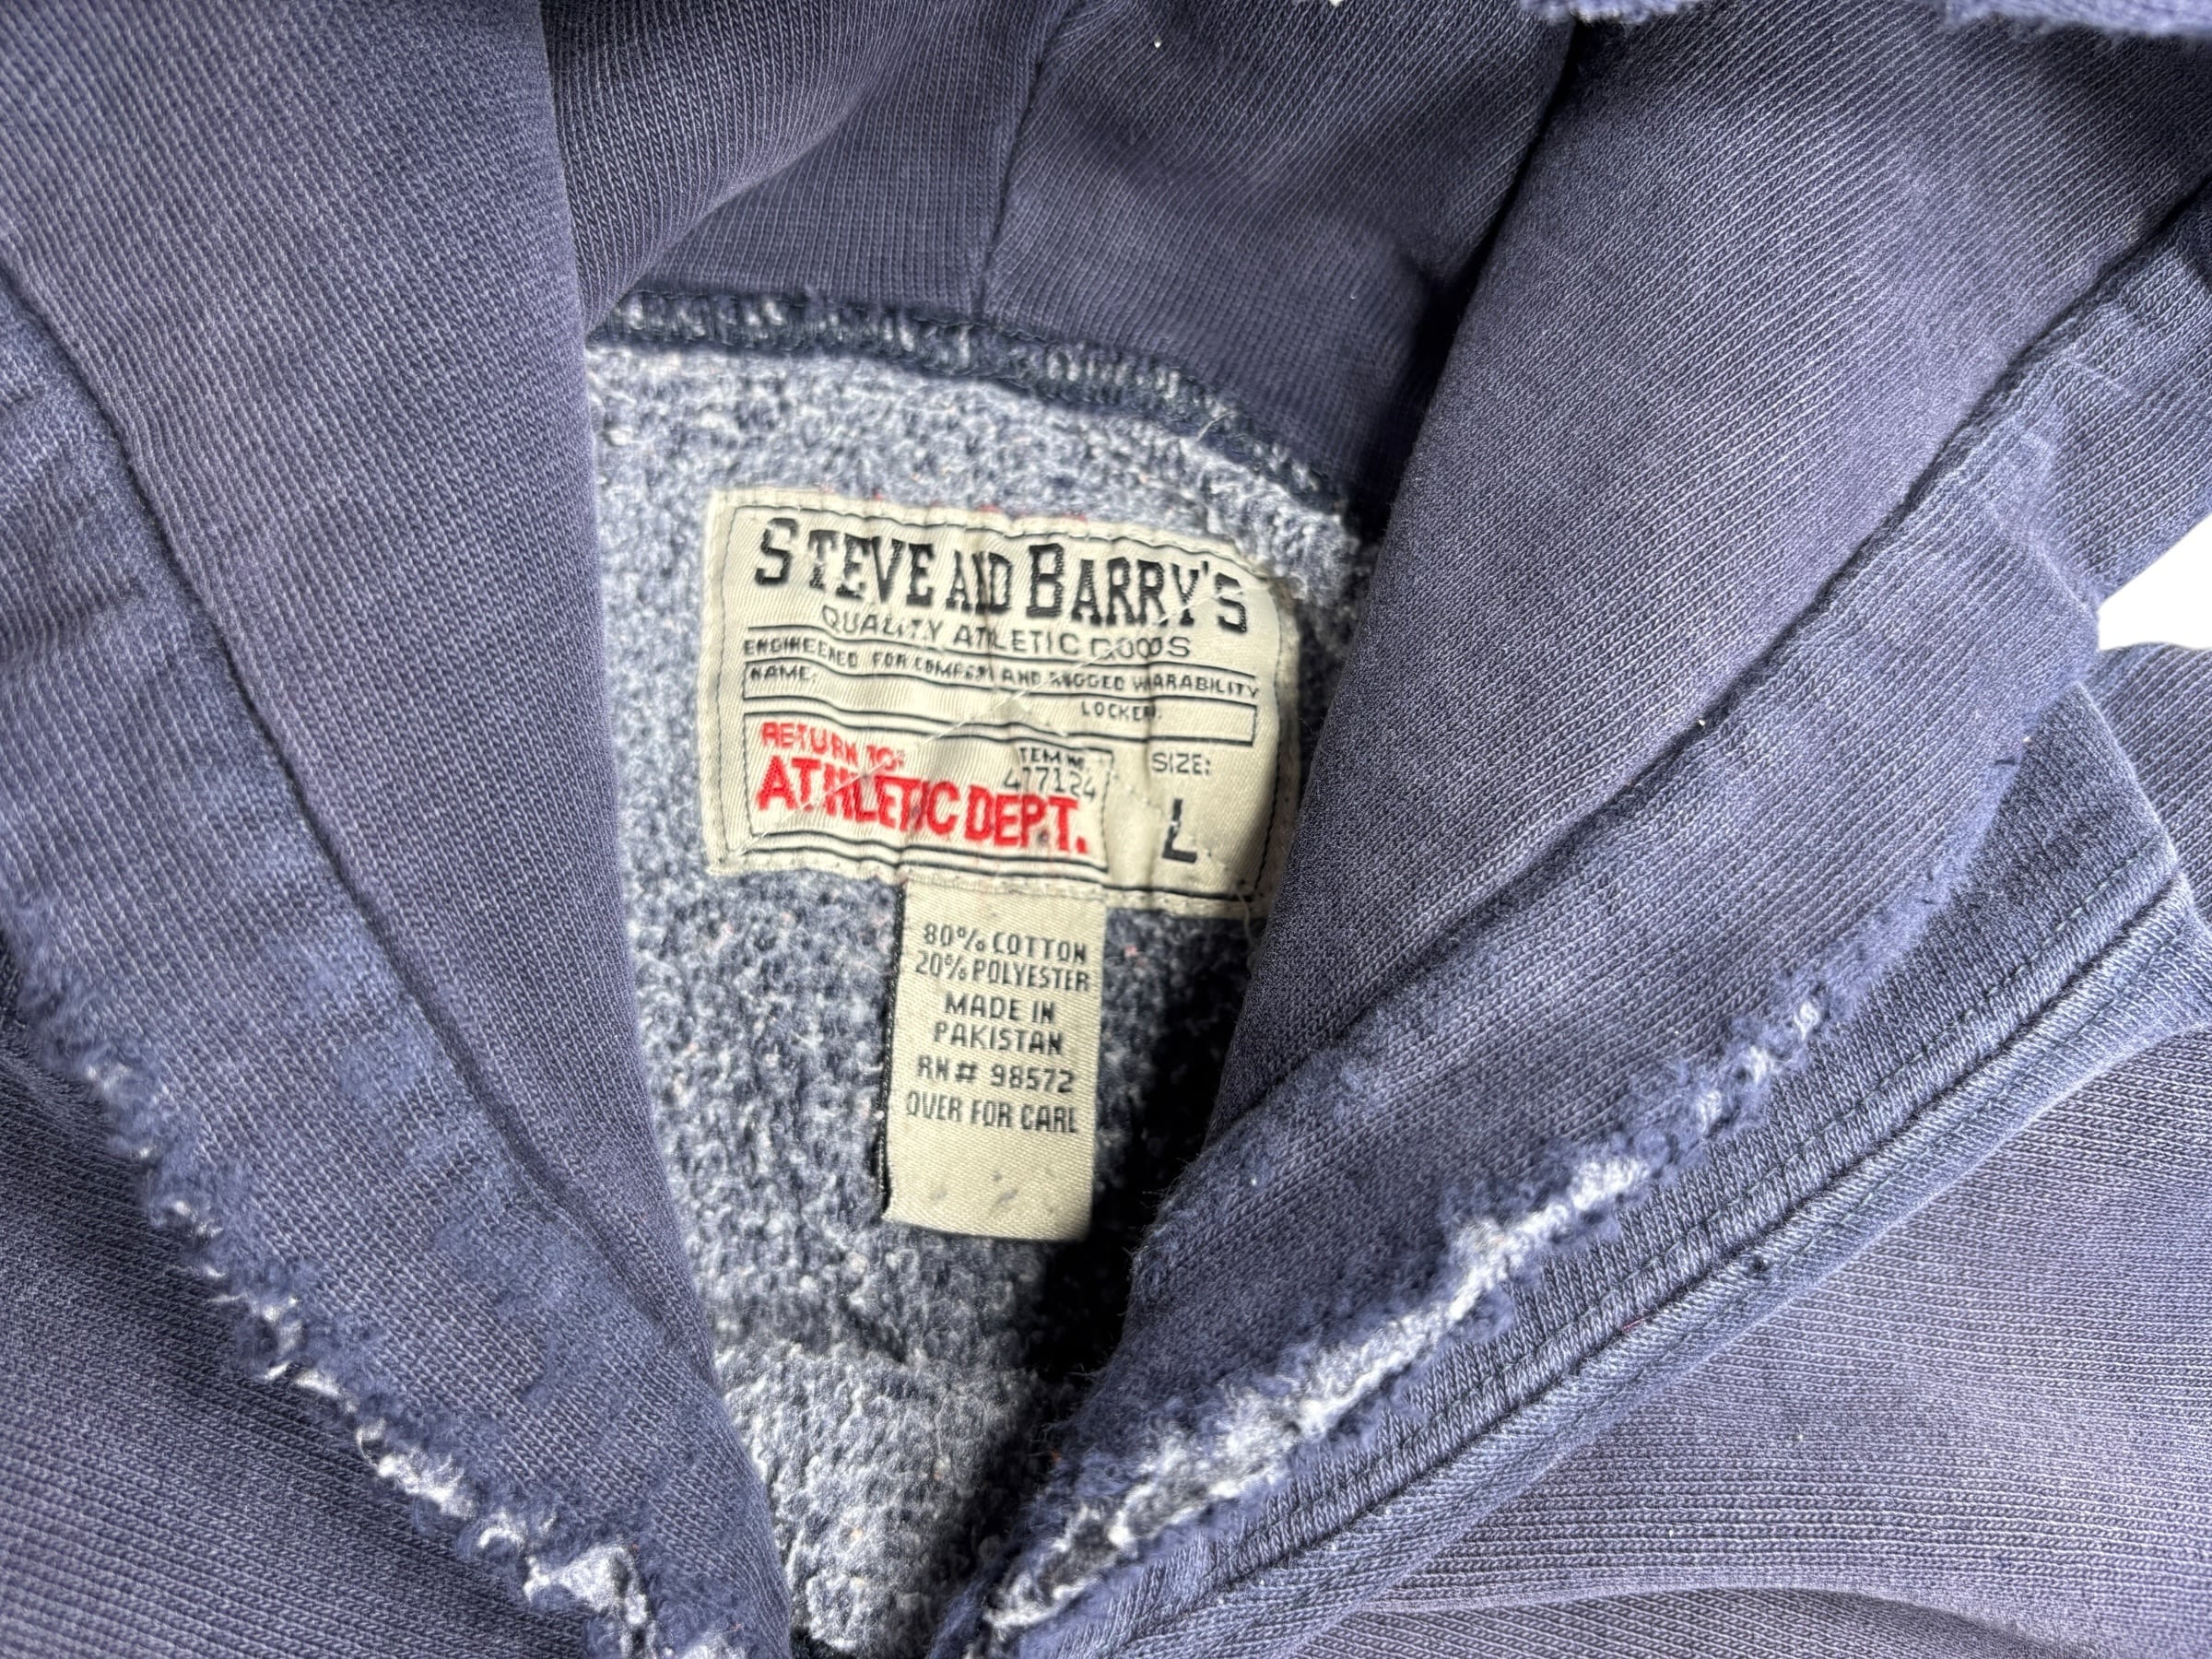 STEVE AND BARRY'S
QUALITY ATHLETIC GOODS
ENGINEERED FOR COMFORT AND RUGGED WEARABILITY
NAME:
LOCKER:
RETURN TO:
ATHLETIC DEPT.
ITEM NO.
477124
SIZE:
L
80% COTTON
20% POLYESTER
MADE IN
PAKISTAN
RN# 98572
OVER FOR CARE